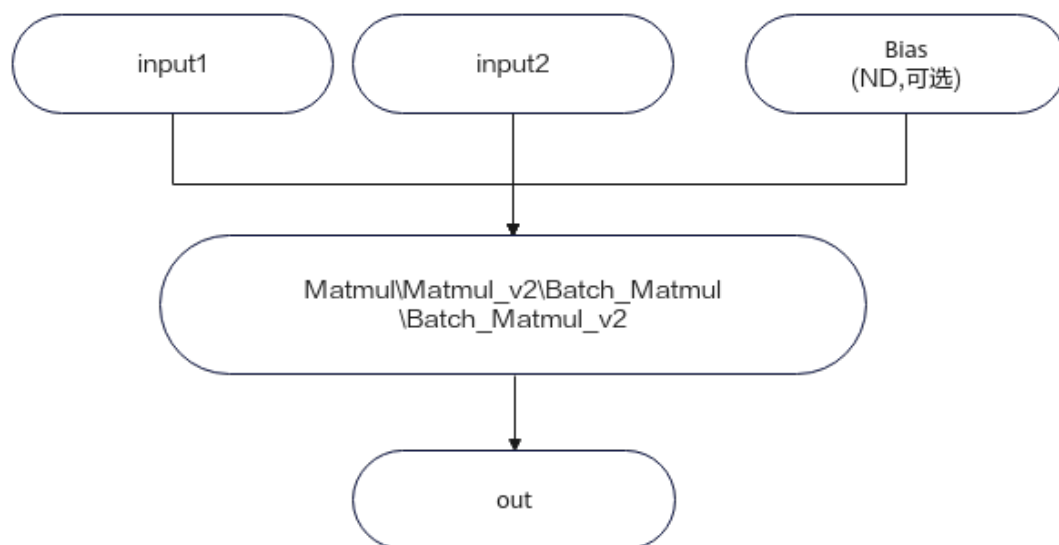 input1
input2
Bias
(ND,可选)
Matmul\Matmul_v2\Batch_Matmul
\Batch_Matmul_v2
out